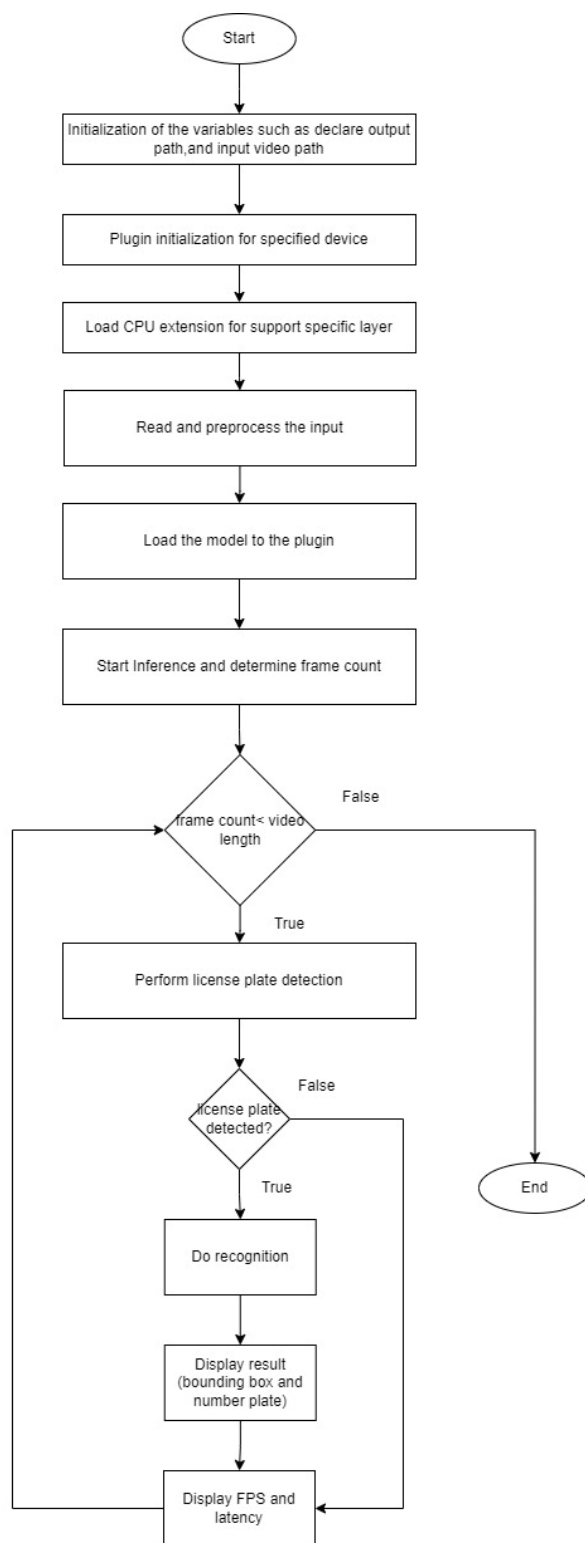 Start
Initialization of the variables such as declare output
path,and input video path
Plugin initialization for specified device
Load CPU extension for support specific layer
Read and preprocess the input
Load the model to the plugin
Start Inference and determine frame count
False
frame count< video
length
True
Perform license plate detection
False
license plate
detected?
True
End
Do recognition
Display result
(bounding box and
number plate)
Display FPS and
latency